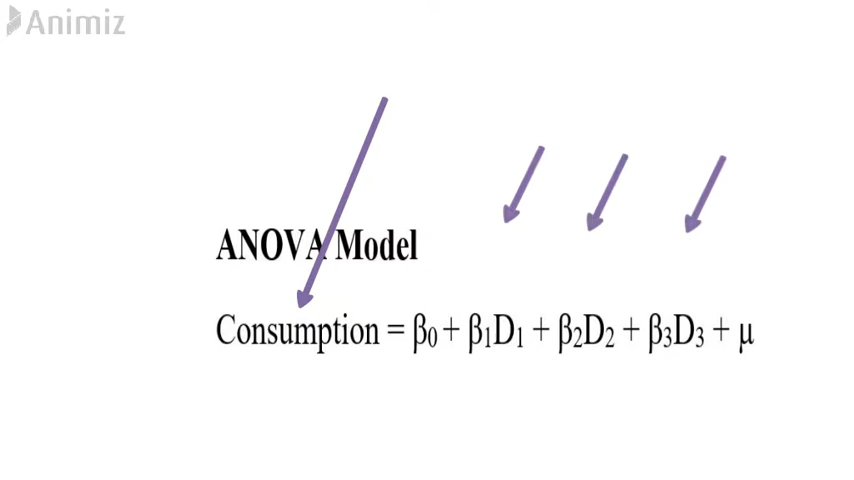 Animiz
ANOVA Model
Consumption = β₀ + β₁D₁ + β₂D₂ + β₃D₃ + μ